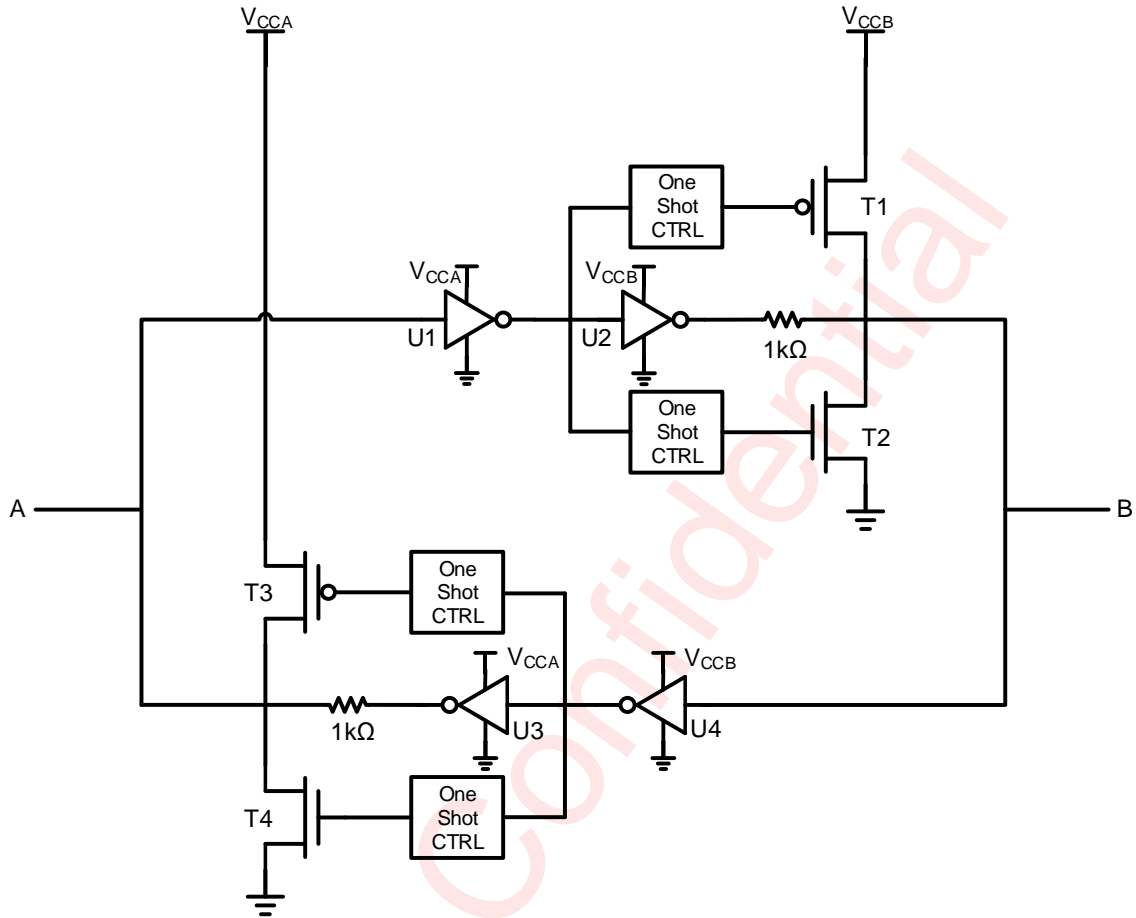 VCCA
VCCB
One
Shot
CTRL
T1
VCCA
VCCB
U1
U2
1kΩ
One
Shot
CTRL
T2
A
B
One
Shot
CTRL
T3
VCCA
VCCB
1kΩ
U3
U4
One
Shot
CTRL
T4
Confidential